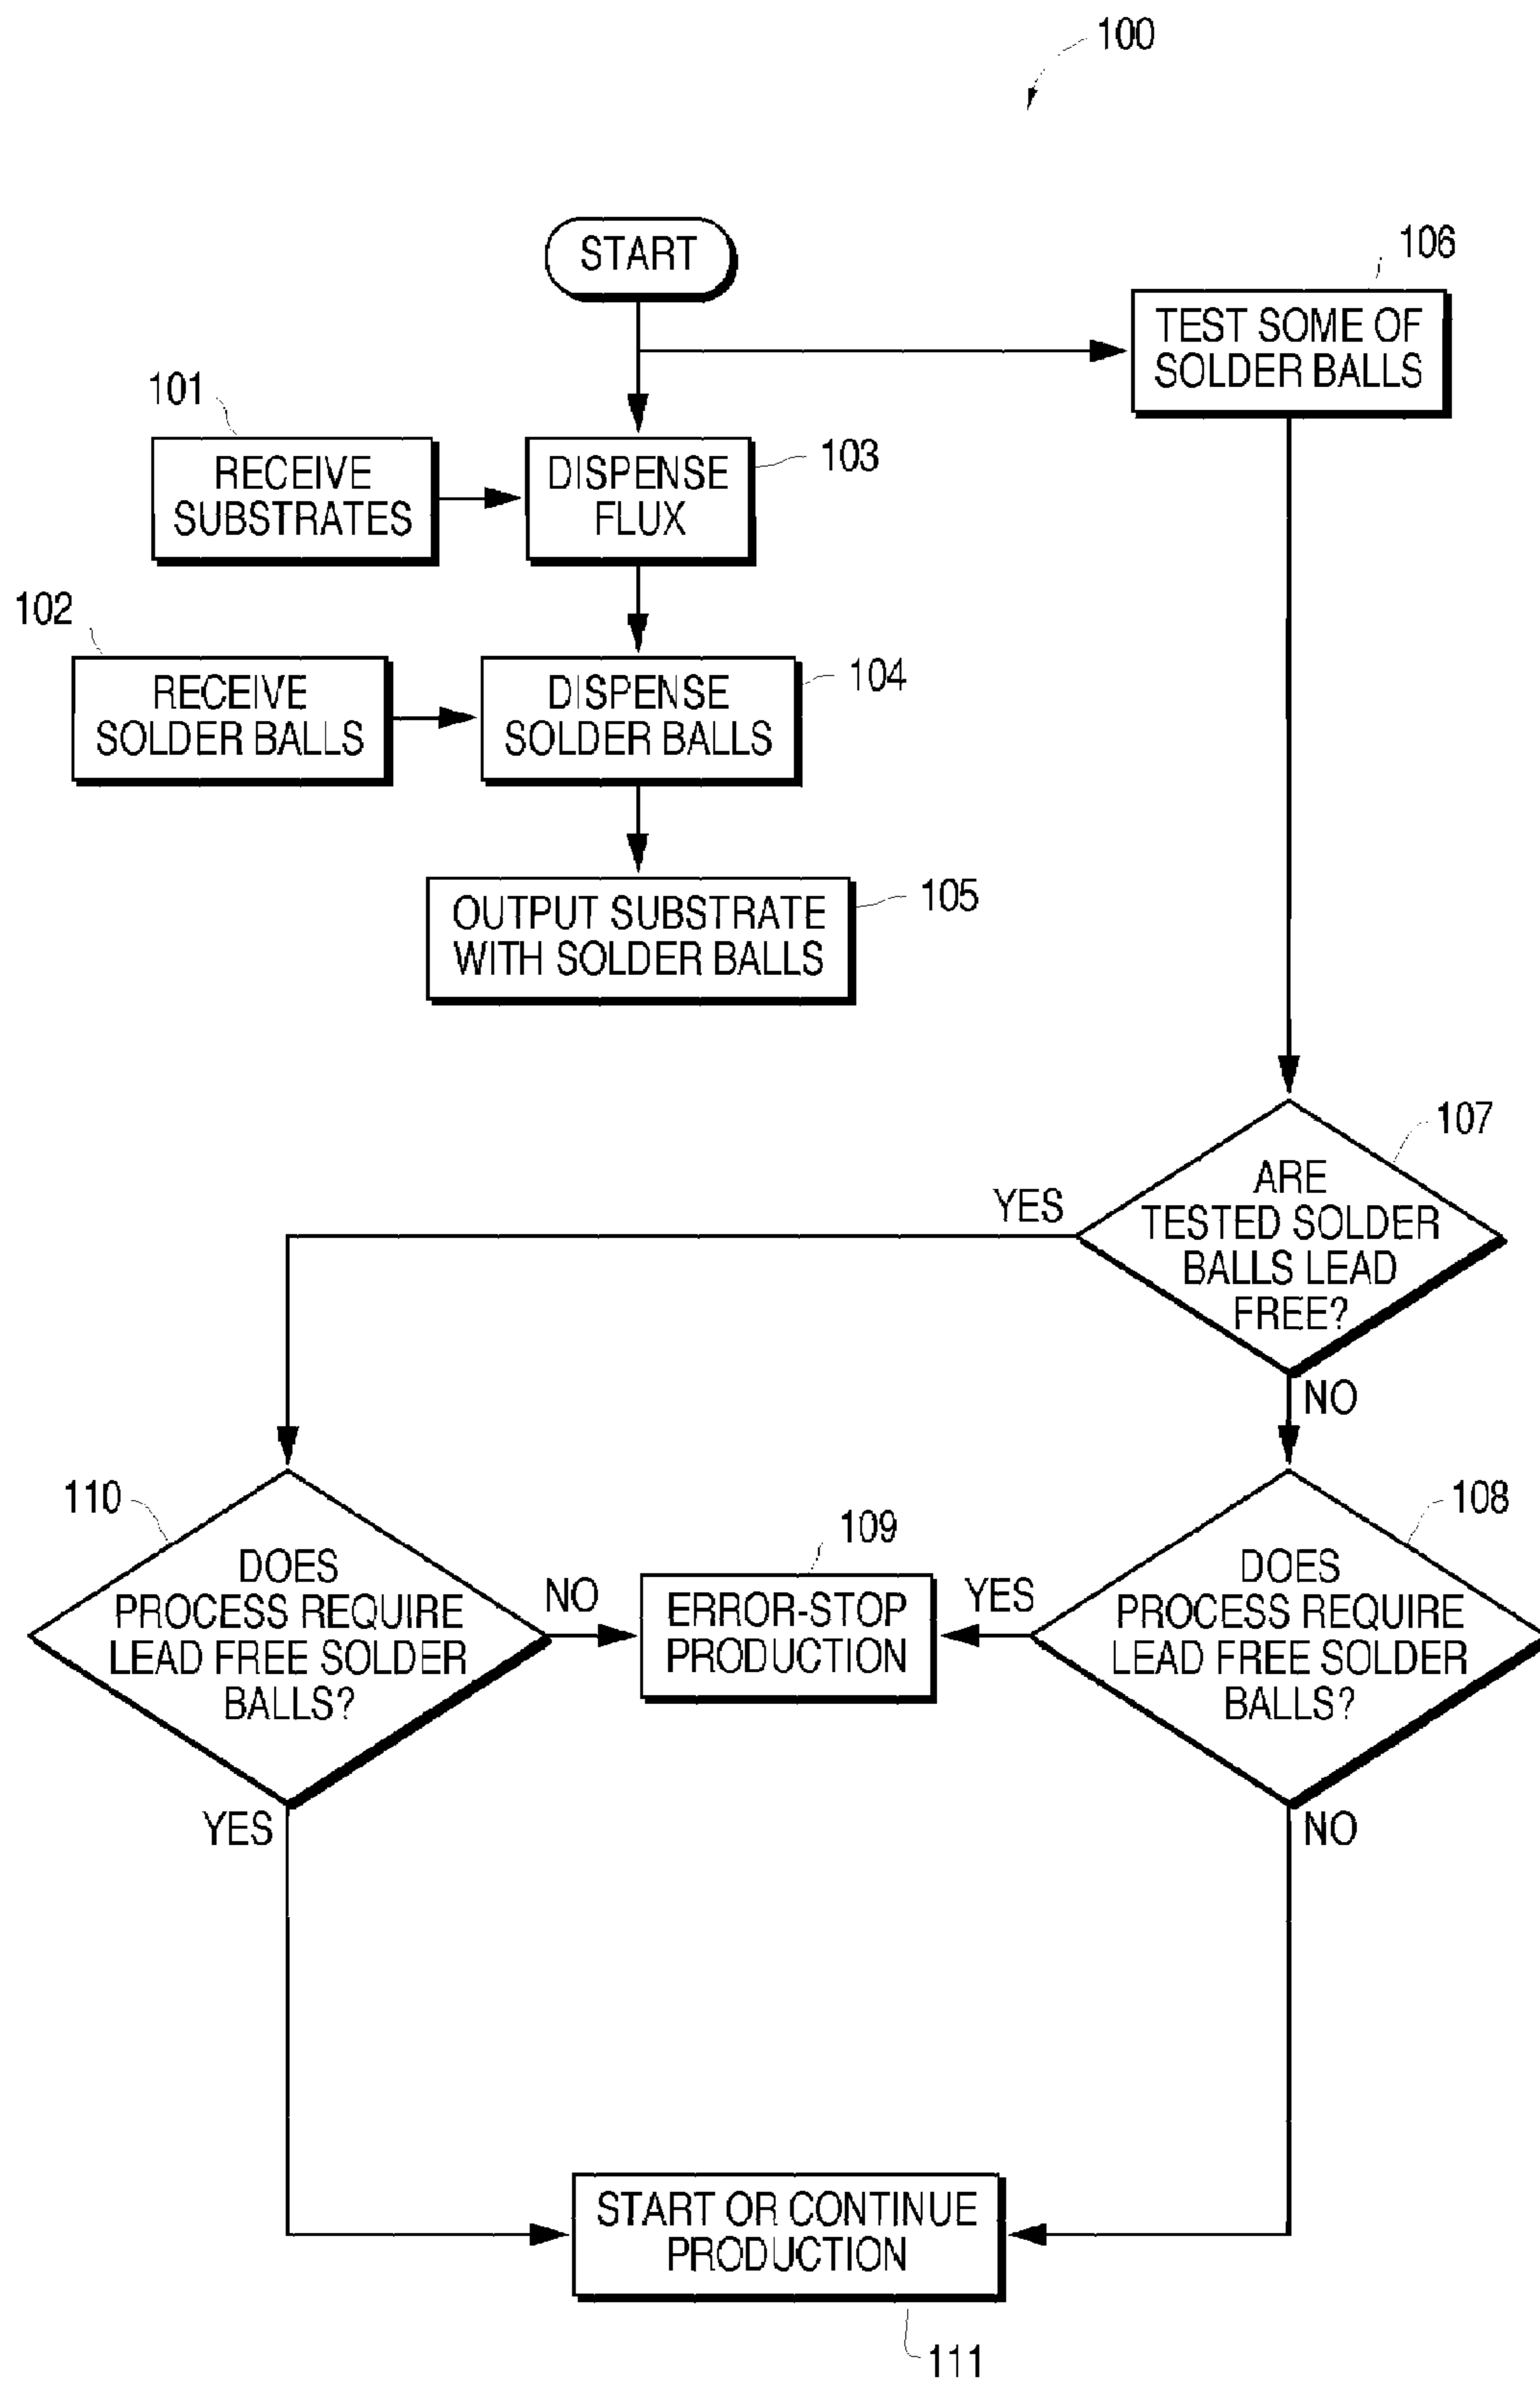 100
START
106
TEST SOME OF
SOLDER BALLS
101
RECEIVE
SUBSTRATES
DISPENSE
FLUX
103
102
RECEIVE
SOLDER BALLS
DISPENSE
SOLDER BALLS
104
OUTPUT SUBSTRATE
WITH SOLDER BALLS
105
107
ARE
TESTED SOLDER
BALLS LEAD
FREE?
YES
NO
110
DOES
PROCESS REQUIRE
LEAD FREE SOLDER
BALLS?
NO
109
ERROR-STOP
PRODUCTION
YES
108
DOES
PROCESS REQUIRE
LEAD FREE SOLDER
BALLS?
YES
NO
START OR CONTINUE
PRODUCTION
111